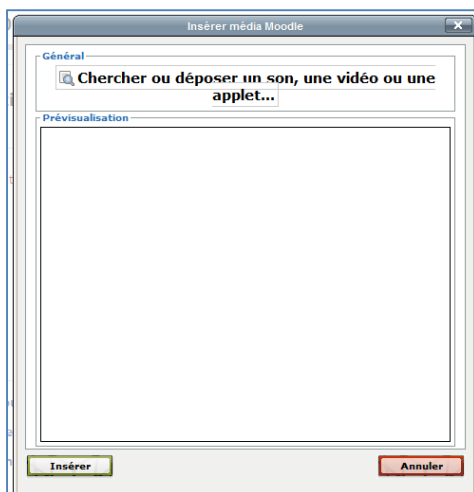 Insérer média Moodle
Général
Chercher ou déposer un son, une vidéo ou une
applet...
Prévisualisation
Insérer
Annuler